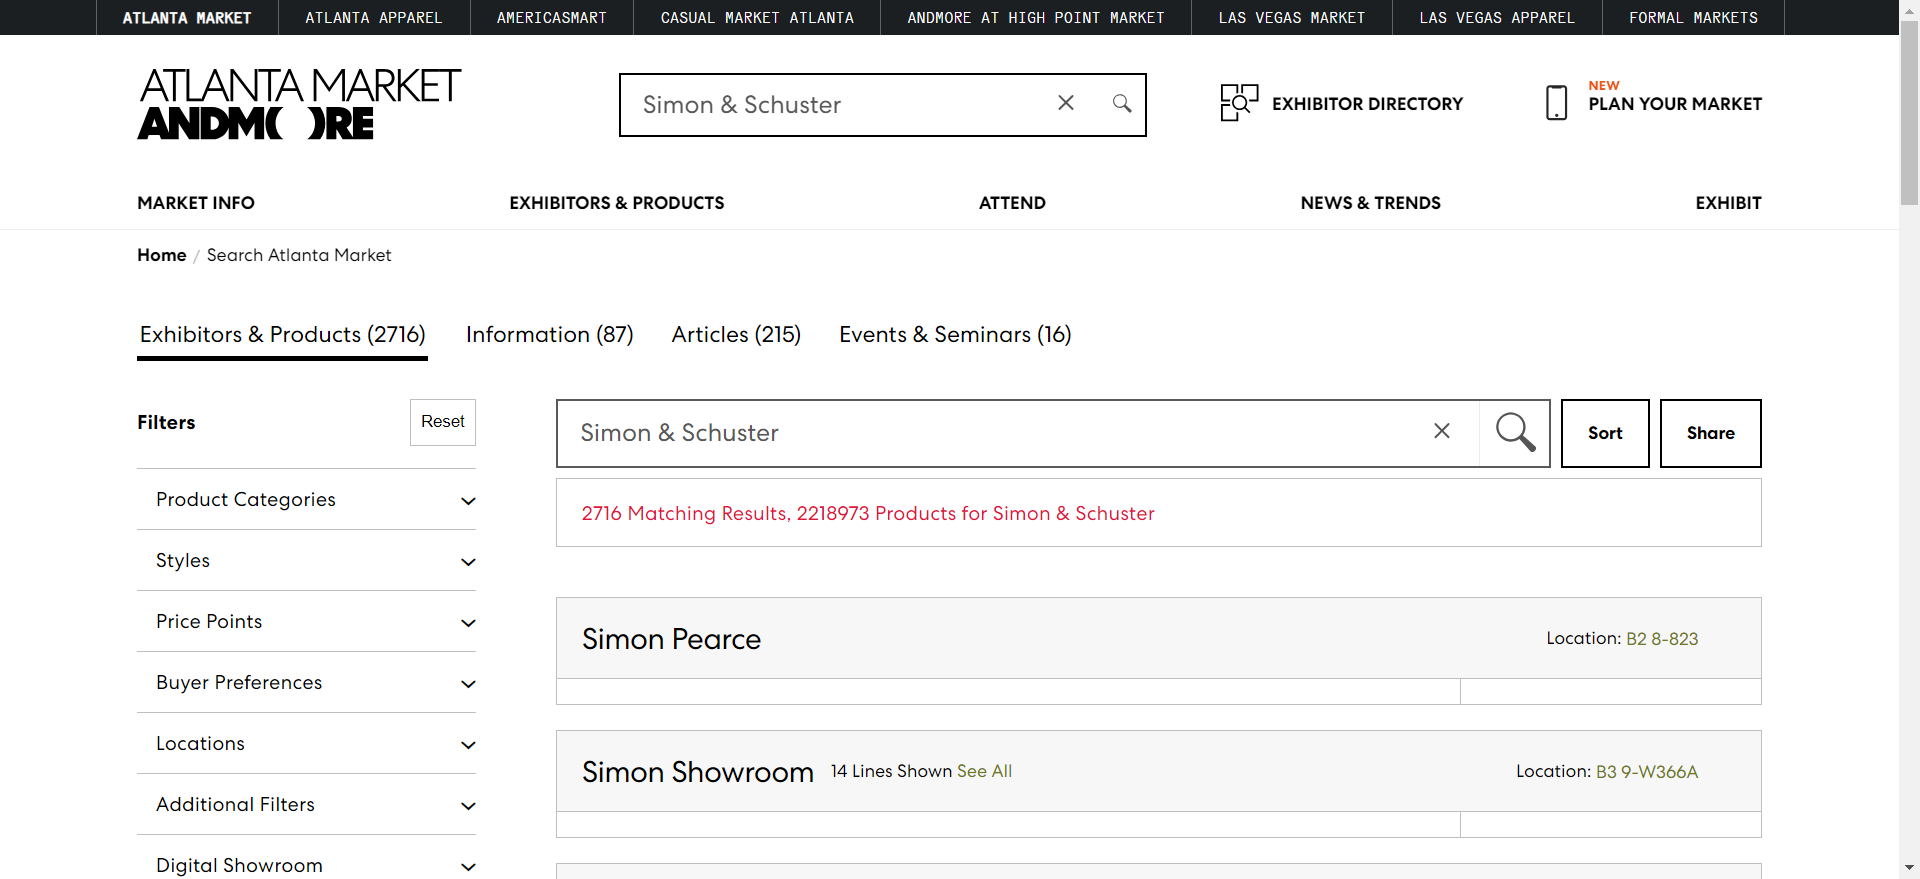 ATLANTA MARKET
ATLANTA APPAREL
AMERICASMART
CASUAL MARKET ATLANTA
ANDMORE AT HIGH POINT MARKET
LAS VEGAS MARKET
LAS VEGAS APPAREL
FORMAL MARKETS
ATLANTA MARKET
ANDM( )RE
Simon & Schuster
EXHIBITOR DIRECTORY
NEW
PLAN YOUR MARKET
MARKET INFO
EXHIBITORS & PRODUCTS
ATTEND
NEWS & TRENDS
EXHIBIT
Home / Search Atlanta Market
Exhibitors & Products (2716)
Information (87)
Articles (215)
Events & Seminars (16)
Filters
Reset
Product Categories
Styles
Price Points
Buyer Preferences
Locations
Additional Filters
Digital Showroom
Simon & Schuster
Sort
Share
2716 Matching Results, 2218973 Products for Simon & Schuster
Simon Pearce
Location: B2 8-823
Simon Showroom 14 Lines Shown See All
Location: B3 9-W366A